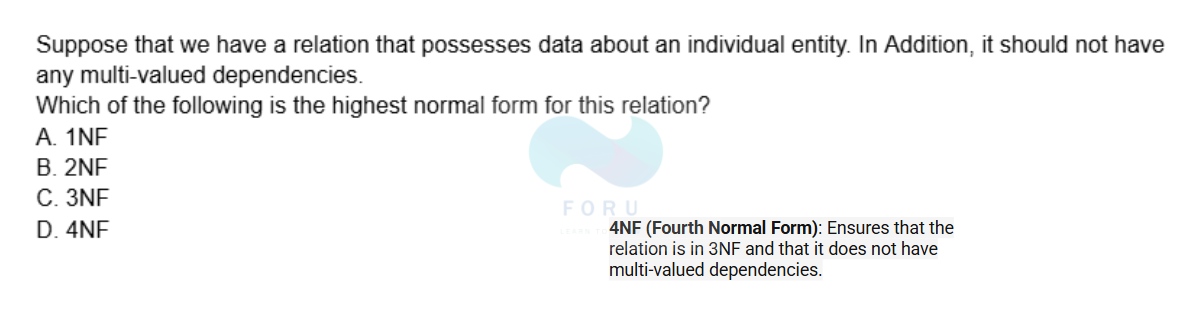 Suppose that we have a relation that possesses data about an individual entity. In Addition, it should not have
any multi-valued dependencies.
Which of the following is the highest normal form for this relation?
A. 1NF
B. 2NF
C. 3NF
D. 4NF
FORU
4NF (Fourth Normal Form): Ensures that the
relation is in 3NF and that it does not have
multi-valued dependencies.